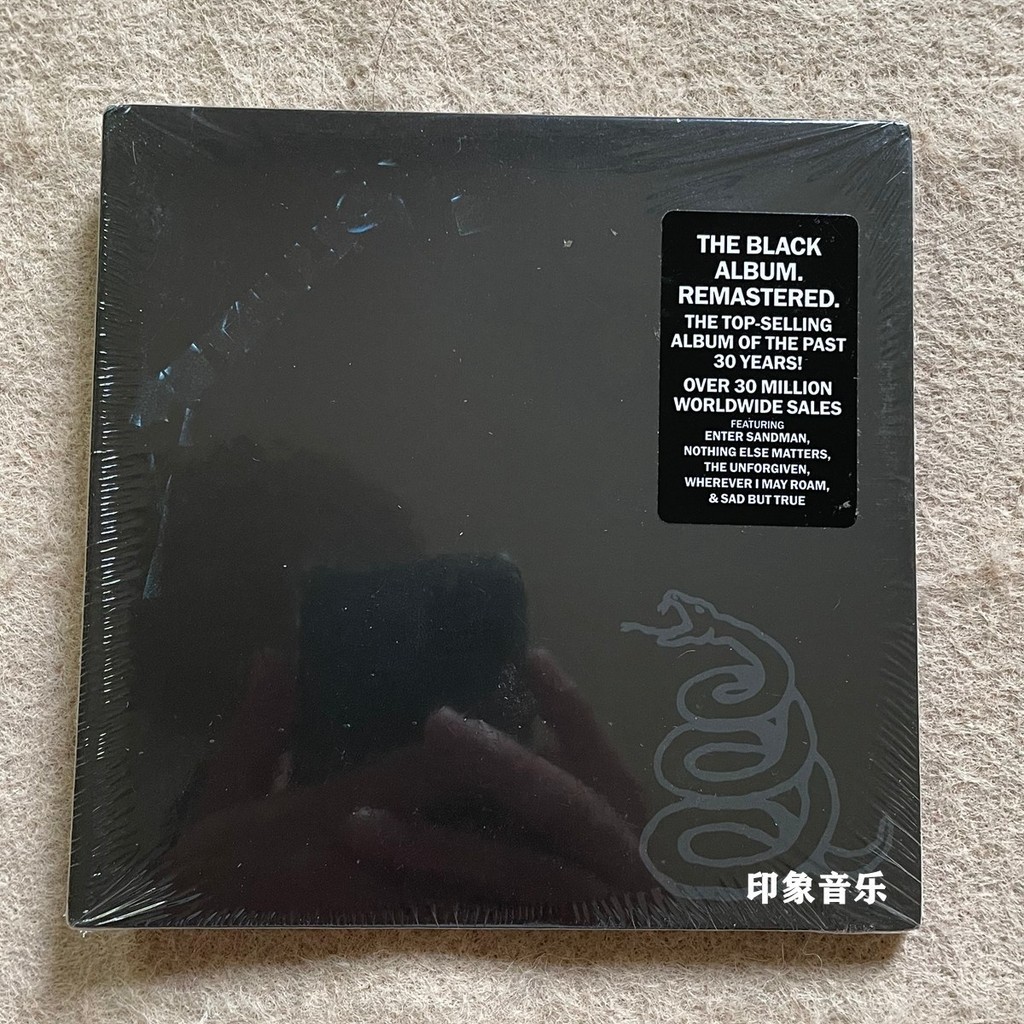 THE BLACK
ALBUM.
REMASTERED.
THE TOP-SELLING
ALBUM OF THE PAST
30 YEARS!
OVER 30 MILLION
WORLDWIDE SALES
FEATURING
ENTER SANDMAN,
NOTHING ELSE MATTERS,
THE UNFORGIVEN,
WHEREVER I MAY ROAM,
& SAD BUT TRUE
印象音乐